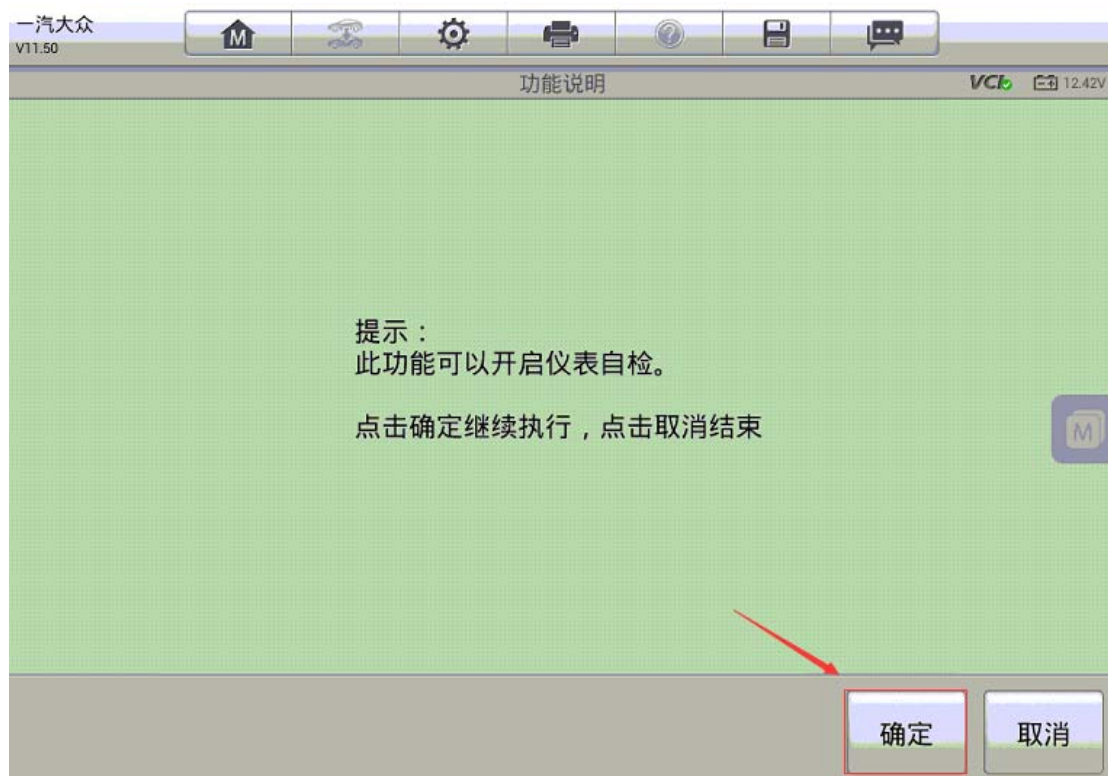 一汽大众
V11.50
M
功能说明
VCI
12.42V
提示：
此功能可以开启仪表自检。
点击确定继续执行，点击取消结束
M
确定
取消